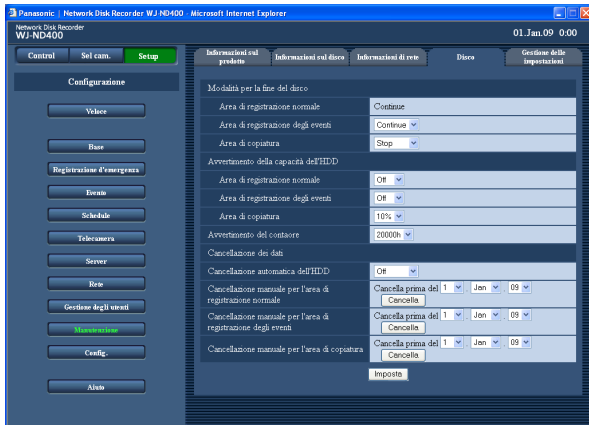 Panasonic | Network Disk Recorder WJ-ND400 - Microsoft Internet Explorer
Network Disk Recorder
WJ-ND400
01.Jan.09 0:00
Control Sel cam. Setup
Informazioni sul prodotto
Informazioni sul disco
Informazioni di rete
Disco
Gestione delle impostazioni
Configurazione
Veloce
Base
Registrazione d'emergenza
Evento
Schedule
Telecamera
Server
Rete
Gestione degli utenti
Manutenzione
Config.
Aiuto
Modalità per la fine del disco
Area di registrazione normale Continue
Area di registrazione degli eventi Continue
Area di copiatura Stop
Avvertimento della capacità dell'HDD
Area di registrazione normale Off
Area di registrazione degli eventi Off
Area di copiatura 10%
Avvertimento del contaore 20000h
Cancellazione dei dati
Cancellazione automatica dell'HDD Off
Cancellazione manuale per l'area di registrazione normale Cancella prima del 1 . Jan . 09
Cancella
Cancellazione manuale per l'area di registrazione degli eventi Cancella prima del 1 . Jan . 09
Cancella
Cancellazione manuale per l'area di copiatura Cancella prima del 1 . Jan . 09
Cancella
Imposta